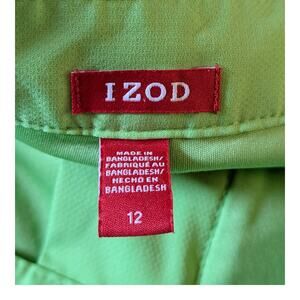 IZOD
MADE IN
BANGLADESH/
FABRIQUÉ AU
BANGLADESH/
HECHO EN
BANGLADESH
12